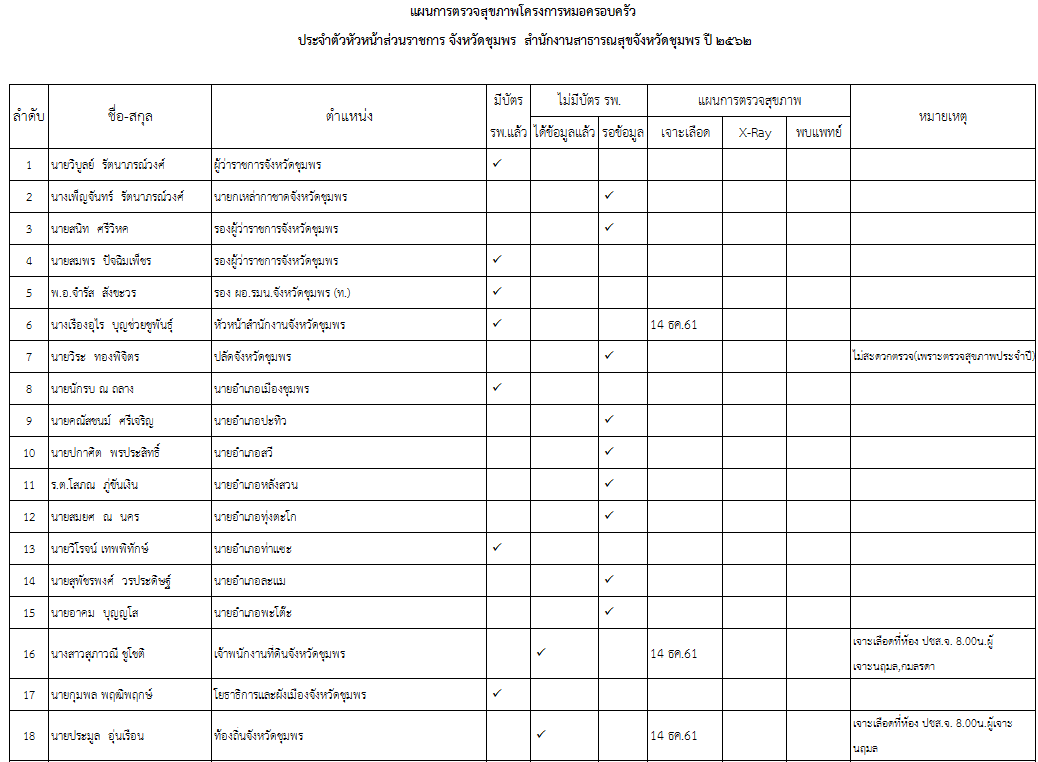 แผนการตรวจสุขภาพโครงการหมอครอบครัว
ประจำตัวหัวหน้าส่วนราชการ จังหวัดชุมพร สำนักงานสาธารณสุขจังหวัดชุมพร ปี ๒๕๖๒
ลำดับ ชื่อ-สกุล ตำแหน่ง มีบัตร ไม่มีบัตร รพ. แผนการตรวจสุขภาพ หมายเหตุ
รพ.แล้ว ได้ข้อมูลแล้ว รอข้อมูล เจาะเลือด X-Ray พบแพทย์
1 นายวิบูลย์ รัตนาภรณ์วงศ์ ผู้ว่าราชการจังหวัดชุมพร ✓
2 นางเพ็ญจันทร์ รัตนาภรณ์วงศ์ นายกเหล่ากาชาดจังหวัดชุมพร ✓
3 นายสนิท ศรีวิหค รองผู้ว่าราชการจังหวัดชุมพร ✓
4 นายสมพร ปัจฉิมเพ็ชร รองผู้ว่าราชการจังหวัดชุมพร ✓
5 พ.อ.จำรัส สังขะวร รอง ผอ.รมน.จังหวัดชุมพร (ท.) ✓
6 นางเรืองอุไร บุญช่วยชูพันธุ์ หัวหน้าสำนักงานจังหวัดชุมพร ✓ 14 ธค.61
7 นายวิระ ทองพิจิตร ปลัดจังหวัดชุมพร ✓ ไม่สะดวกตรวจ(เพราะตรวจสุขภาพประจำปี)
8 นายนักรบ ณ ถลาง นายอำเภอเมืองชุมพร ✓
9 นายคณัสชนม์ ศรีเจริญ นายอำเภอปะทิว ✓
10 นายปกาศิต พรประสิทธิ์ นายอำเภอสวี ✓
11 ร.ต.โสภณ ภู่ขันเงิน นายอำเภอหลังสวน ✓
12 นายสมยศ ณ นคร นายอำเภอทุ่งตะโก ✓
13 นายวิโรจน์ เทพพิทักษ์ นายอำเภอท่าแซะ ✓
14 นายสุพัชรพงศ์ วรประดิษฐ์ นายอำเภอละแม ✓
15 นายอาคม บุญญโส นายอำเภอพะโต๊ะ ✓
16 นางสาวสุภาวณี ชูโชติ เจ้าพนักงานที่ดินจังหวัดชุมพร ✓ 14 ธค.61 เจาะเลือดที่ห้อง ปชส.จ. 8.00น.ผู้
เจาะนฤมล,กมลรดา
17 นายกุมพล พฤฒิพฤกษ์ โยธาธิการและผังเมืองจังหวัดชุมพร ✓
18 นายประมูล อุ่นเรือน ท้องถิ่นจังหวัดชุมพร ✓ 14 ธค.61 เจาะเลือดที่ห้อง ปชส.จ. 8.00น.ผู้เจาะ
นฤมล